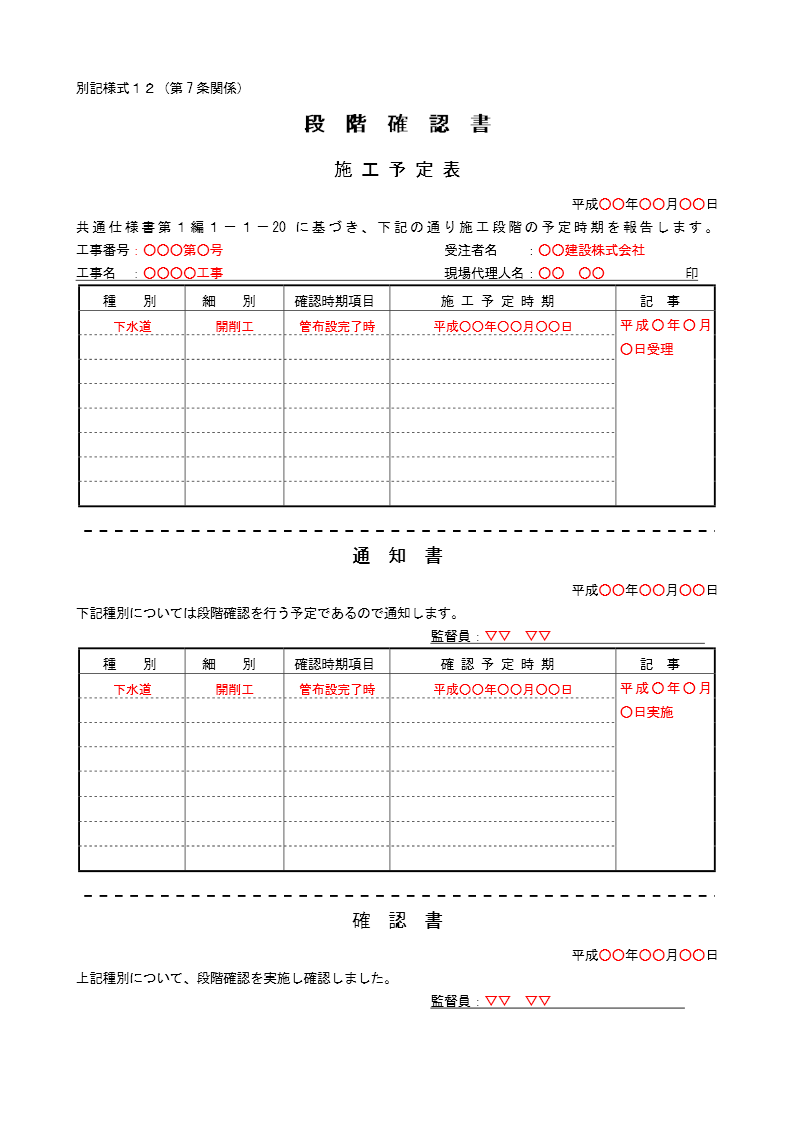 別記様式１２（第７条関係）
段　階　確　認　書
施 工 予 定 表
平成〇〇年〇〇月〇〇日
共通仕様書第１編１－１－20 に基づき、下記の通り施工段階の予定時期を報告します。
工事番号：〇〇〇第〇号　受注者名　　：〇〇建設株式会社
工事名　：〇〇〇〇工事　現場代理人名：〇〇　〇〇　印
種　別　細　別　確認時期項目　施 工 予 定 時 期　記　事
下水道　開削工　管布設完了時　平成〇〇年〇〇月〇〇日　平成〇年〇月
〇日受理
通　知　書
平成〇〇年〇〇月〇〇日
下記種別については段階確認を行う予定であるので通知します。
監督員：▽▽　▽▽
種　別　細　別　確認時期項目　確 認 予 定 時 期　記　事
下水道　開削工　管布設完了時　平成〇〇年〇〇月〇〇日　平成〇年〇月
〇日実施
確　認　書
平成〇〇年〇〇月〇〇日
上記種別について、段階確認を実施し確認しました。
監督員：▽▽　▽▽